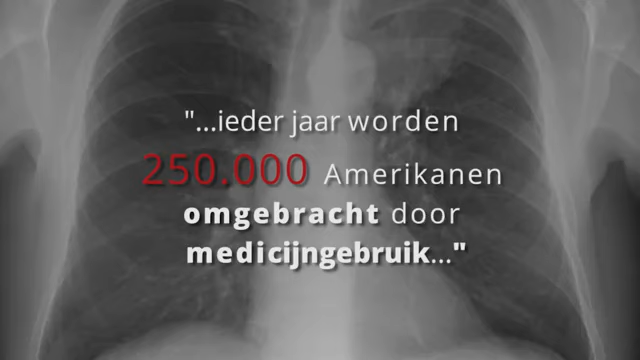 "...ieder jaar worden
250.000 Amerikanen
omgebracht door
medicijngebruik..."